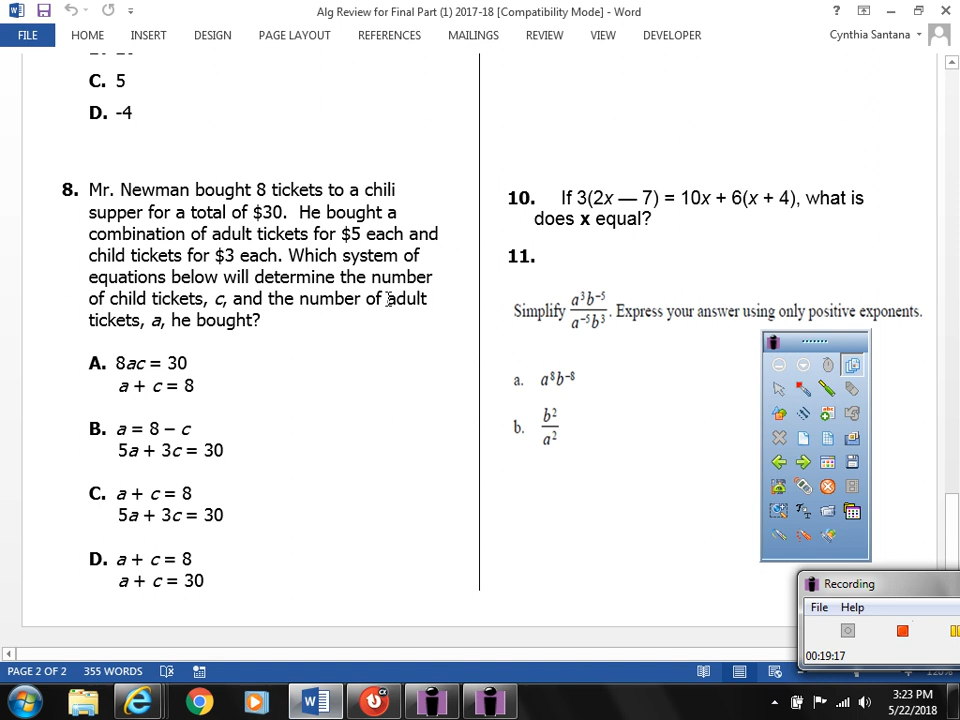 Alg Review for Final Part (1) 2017-18 [Compatibility Mode] - Word
FILE HOME INSERT DESIGN PAGE LAYOUT REFERENCES MAILINGS REVIEW VIEW DEVELOPER Cynthia Santana
C. 5
D. -4
8. Mr. Newman bought 8 tickets to a chili
supper for a total of $30. He bought a
combination of adult tickets for $5 each and
child tickets for $3 each. Which system of
equations below will determine the number
of child tickets, c, and the number of adult
tickets, a, he bought?
A. 8ac = 30
a + c = 8
B. a = 8 – c
5a + 3c = 30
C. a + c = 8
5a + 3c = 30
D. a + c = 8
a + c = 30
10. If 3(2x — 7) = 10x + 6(x + 4), what is
does x equal?
11.
Simplify a³b⁻⁵/a⁻⁵b³. Express your answer using only positive exponents.
a. a⁸b⁻⁸
b. b²/a²
Recording
File Help
00:19:17
PAGE 2 OF 2 355 WORDS
3:23 PM
5/22/2018